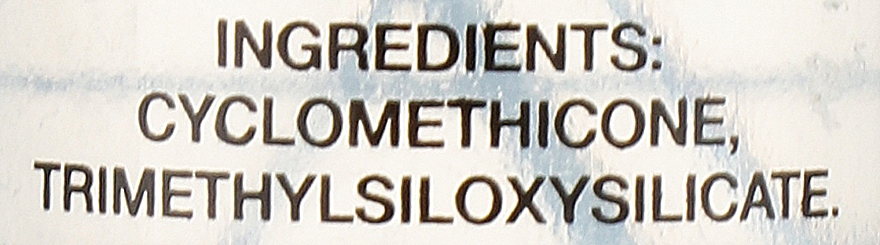 INGREDIENTS:
CYCLOMETHICONE,
TRIMETHYLSILOXYSILICATE.